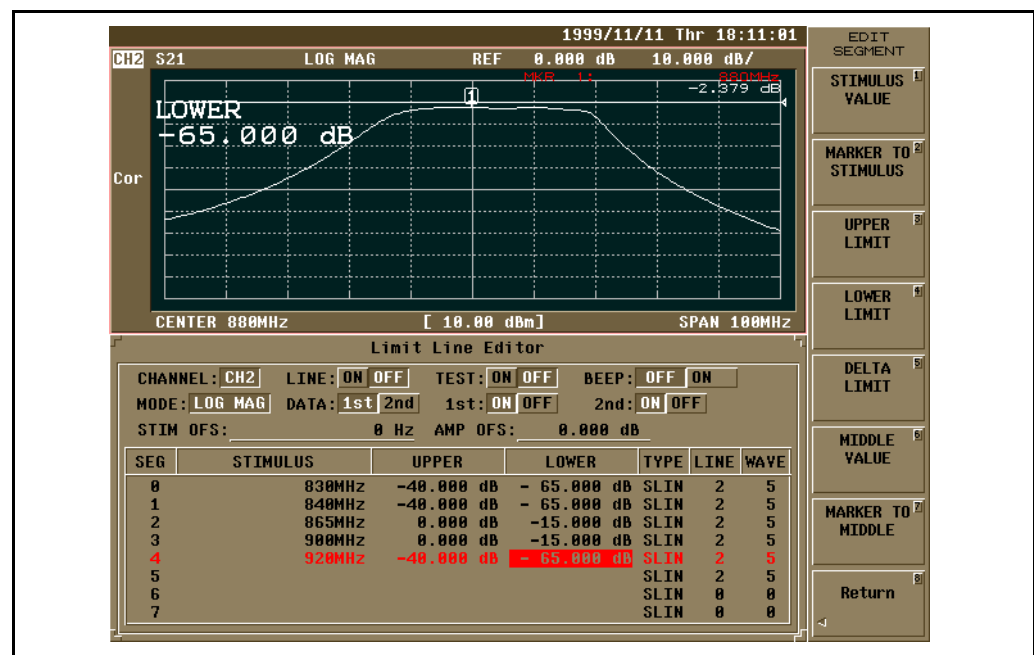 1999/11/11 Thr 18:11:01
CH2 S21 LOG MAG REF 0.000 dB 10.000 dB/
MKR 1: 880MHz
-2.379 dB
1
LOWER
-65.000 dB
Cor
CENTER 880MHz [ 10.00 dBm] SPAN 100MHz
Limit Line Editor
CHANNEL: CH2 LINE: ON OFF TEST: ON OFF BEEP: OFF ON
MODE: LOG MAG DATA: 1st 2nd 1st: ON OFF 2nd: ON OFF
STIM OFS: 0 Hz AMP OFS: 0.000 dB
SEG STIMULUS UPPER LOWER TYPE LINE WAVE
0 830MHz -40.000 dB - 65.000 dB SLIN 2 5
1 840MHz -40.000 dB - 65.000 dB SLIN 2 5
2 865MHz 0.000 dB -15.000 dB SLIN 2 5
3 900MHz 0.000 dB -15.000 dB SLIN 2 5
4 920MHz -40.000 dB - 65.000 dB SLIN 2 5
5 SLIN 2 5
6 SLIN 0 0
7 SLIN 0 0
EDIT
SEGMENT
STIMULUS 1
VALUE
MARKER TO 2
STIMULUS
UPPER 3
LIMIT
LOWER 4
LIMIT
DELTA 5
LIMIT
MIDDLE 6
VALUE
MARKER TO 7
MIDDLE
Return 8